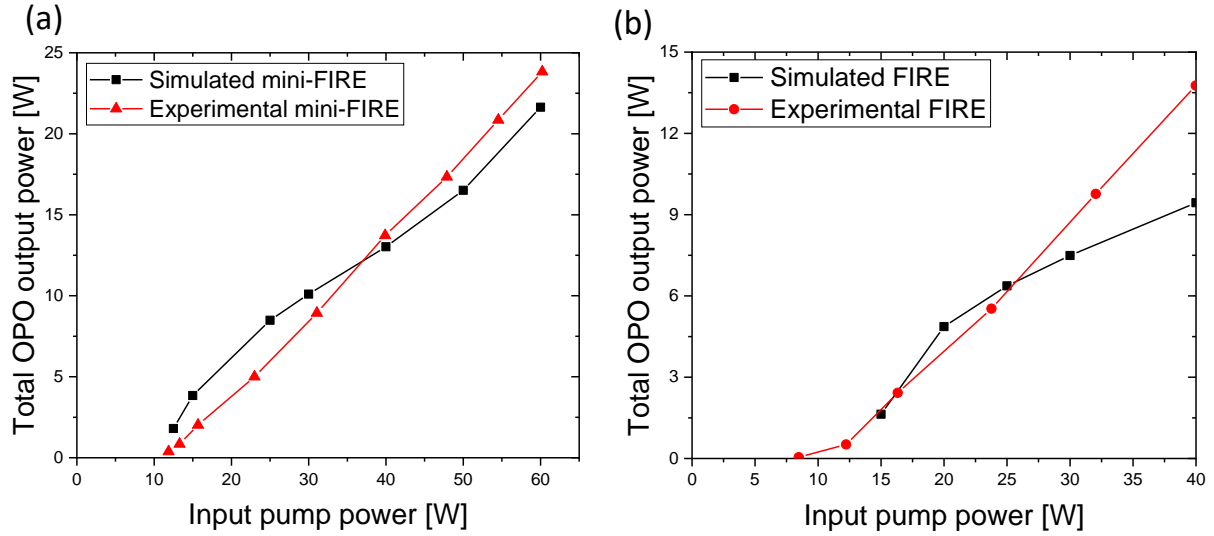 (a)
Simulated mini-FIRE
Experimental mini-FIRE
Total OPO output power [W]
25
20
15
10
5
0
0 10 20 30 40 50 60
Input pump power [W]
(b)
Simulated FIRE
Experimental FIRE
Total OPO output power [W]
15
12
9
6
3
0
0 5 10 15 20 25 30 35 40
Input pump power [W]